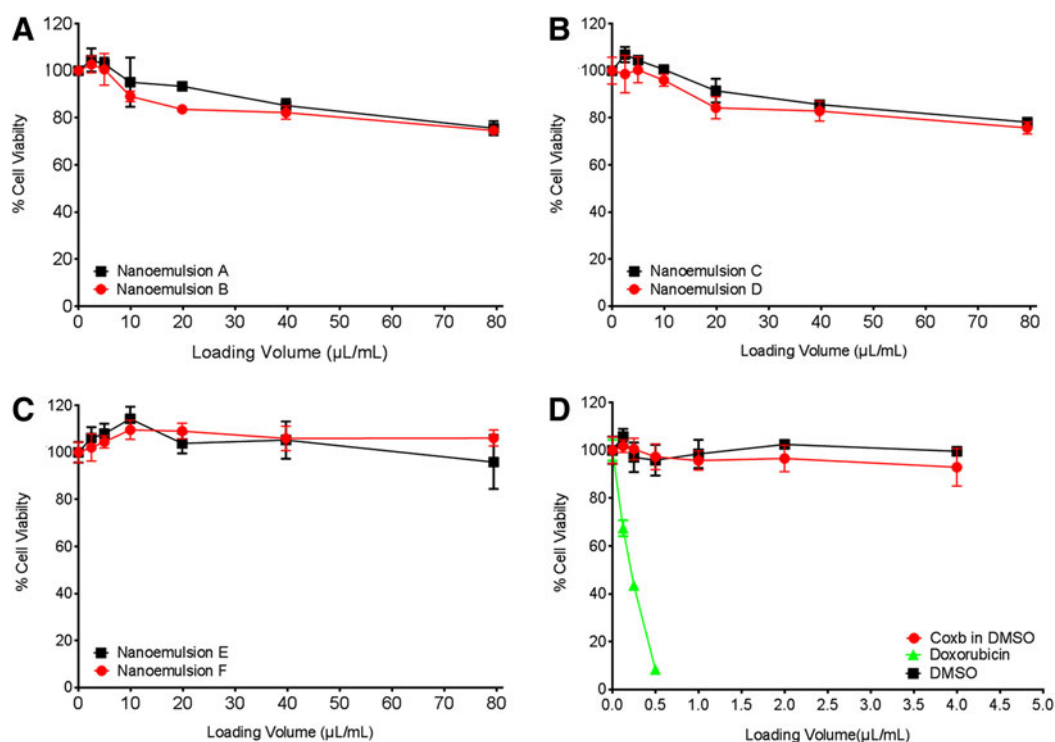 A
120
100
80
60
40
20
0
% Cell Viabilty
Nanoemulsion A
Nanoemulsion B
0 10 20 30 40 50 60 70 80
Loading Volume (µL/mL)
B
120
100
80
60
40
20
0
% Cell Viabilty
Nanoemulsion C
Nanoemulsion D
0 10 20 30 40 50 60 70 80
Loading Volume (µL/mL)
C
120
100
80
60
40
20
0
% Cell Viabilty
Nanoemulsion E
Nanoemulsion F
0 10 20 30 40 50 60 70 80
Loading Volume (µL/mL)
D
120
100
80
60
40
20
0
% Cell Viabilty
Coxb in DMSO
Doxorubicin
DMSO
0.0 0.5 1.0 1.5 2.0 2.5 3.0 3.5 4.0 4.5 5.0
Loading Volume(µL/mL)